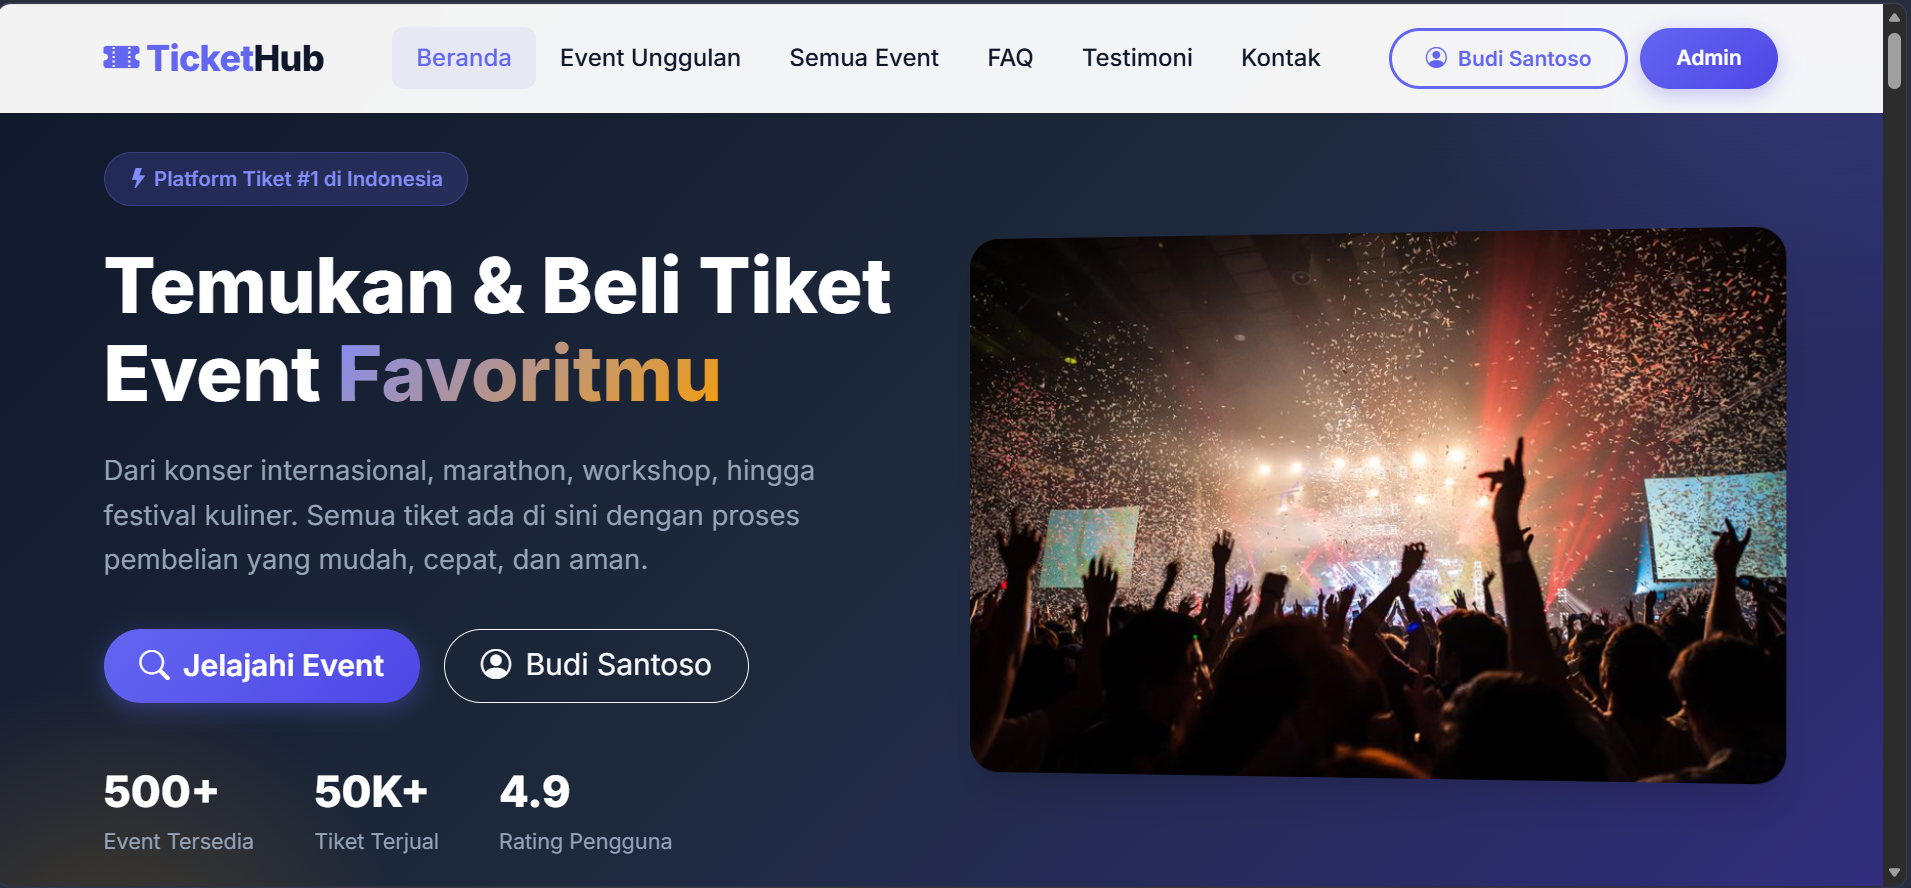 TicketHub
Beranda
Event Unggulan
Semua Event
FAQ
Testimoni
Kontak
Budi Santoso
Admin
Platform Tiket #1 di Indonesia
Temukan & Beli Tiket
Event Favoritmu
Dari konser internasional, marathon, workshop, hingga
festival kuliner. Semua tiket ada di sini dengan proses
pembelian yang mudah, cepat, dan aman.
Jelajahi Event
Budi Santoso
500+
Event Tersedia
50K+
Tiket Terjual
4.9
Rating Pengguna